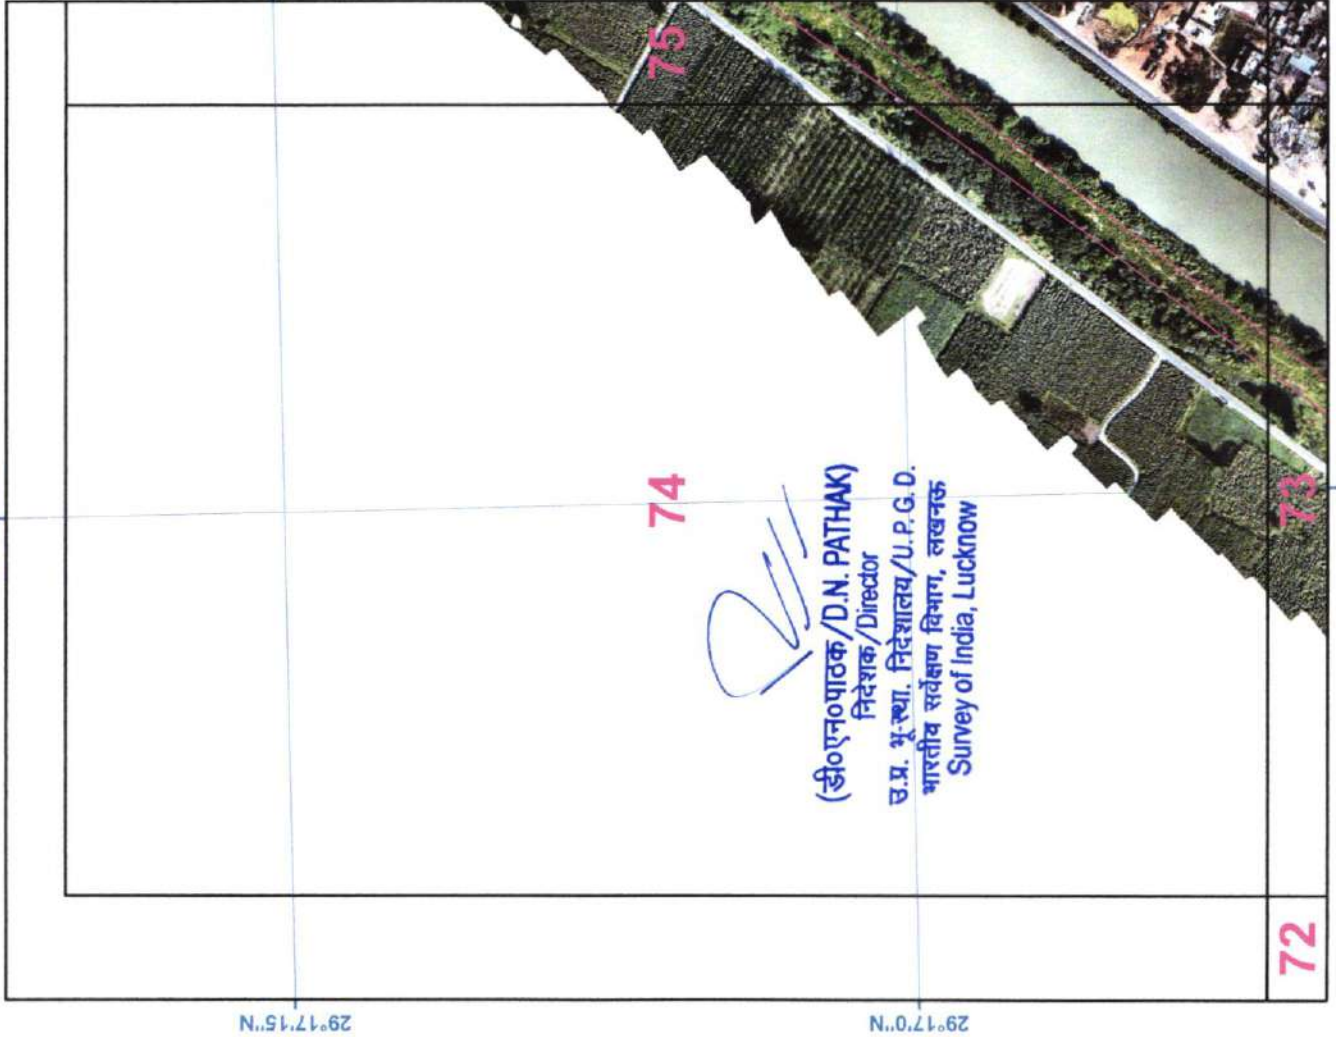 75
74
(डी०एन०पाठक/D.N. PATHAK)
निदेशक/Director
उ.प्र. भू-स्था. निदेशालय/U.P.G.D.
भारतीय सर्वेक्षण विभाग, लखनऊ
Survey of India, Lucknow
73
72
29°17'15"N
29°17'0"N